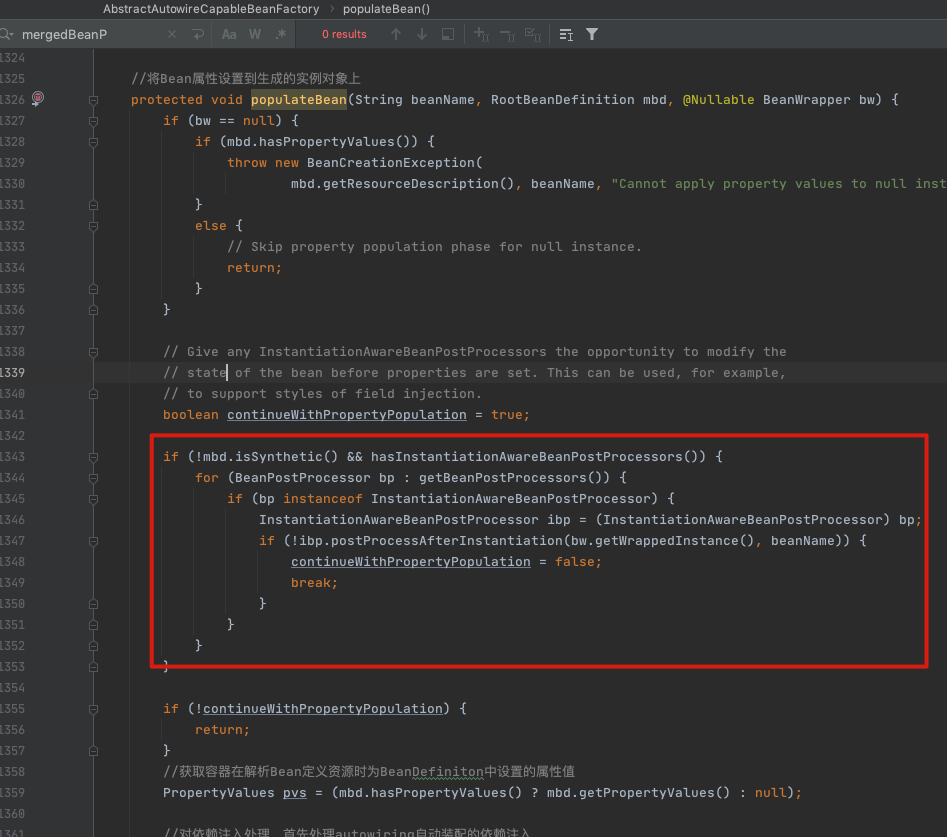 AbstractAutowireCapableBeanFactory › populateBean()
mergedBeanP × Aa W .* 0 results
1324
1325 //将Bean属性设置到生成的实例对象上
1326 protected void populateBean(String beanName, RootBeanDefinition mbd, @Nullable BeanWrapper bw) {
1327 if (bw == null) {
1328 if (mbd.hasPropertyValues()) {
1329 throw new BeanCreationException(
1330 mbd.getResourceDescription(), beanName, "Cannot apply property values to null inst
1331 }
1332 else {
1333 // Skip property population phase for null instance.
1334 return;
1335 }
1336 }
1337
1338 // Give any InstantiationAwareBeanPostProcessors the opportunity to modify the
1339 // state of the bean before properties are set. This can be used, for example,
1340 // to support styles of field injection.
1341 boolean continueWithPropertyPopulation = true;
1342
1343 if (!mbd.isSynthetic() && hasInstantiationAwareBeanPostProcessors()) {
1344 for (BeanPostProcessor bp : getBeanPostProcessors()) {
1345 if (bp instanceof InstantiationAwareBeanPostProcessor) {
1346 InstantiationAwareBeanPostProcessor ibp = (InstantiationAwareBeanPostProcessor) bp;
1347 if (!ibp.postProcessAfterInstantiation(bw.getWrappedInstance(), beanName)) {
1348 continueWithPropertyPopulation = false;
1349 break;
1350 }
1351 }
1352 }
1353 }
1354
1355 if (!continueWithPropertyPopulation) {
1356 return;
1357 }
1358 //获取容器在解析Bean定义资源时为BeanDefiniton中设置的属性值
1359 PropertyValues pvs = (mbd.hasPropertyValues() ? mbd.getPropertyValues() : null);
1360
1361 //对依赖注入处理，首先处理autowiring自动装配的依赖注入